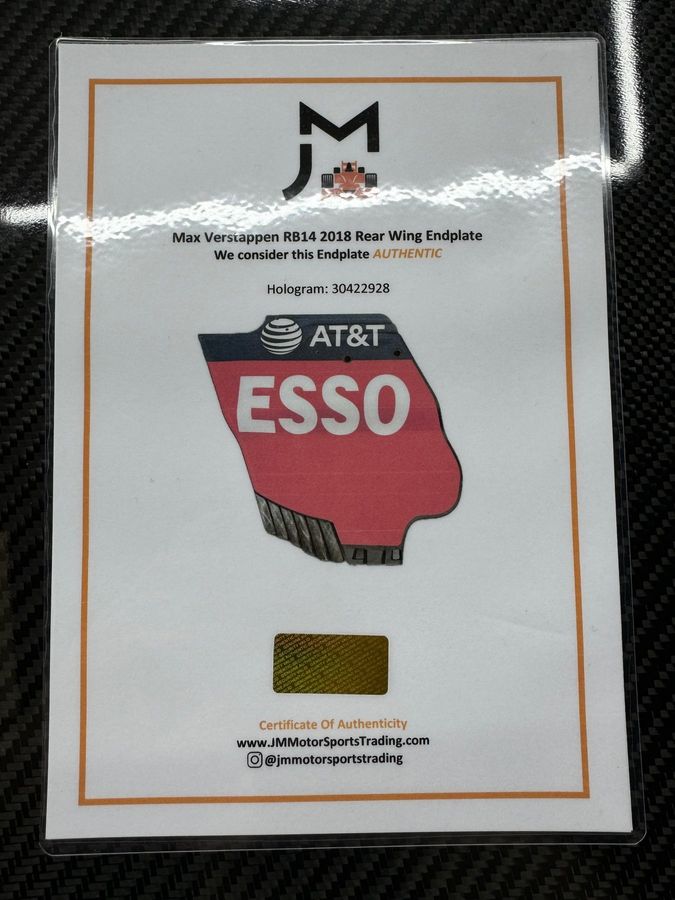 JM
Max Verstappen RB14 2018 Rear Wing Endplate
We consider this Endplate AUTHENTIC
Hologram: 30422928
AT&T
ESSO
Certificate Of Authenticity
www.JMMotorSportsTrading.com
@jmmotorsportstrading